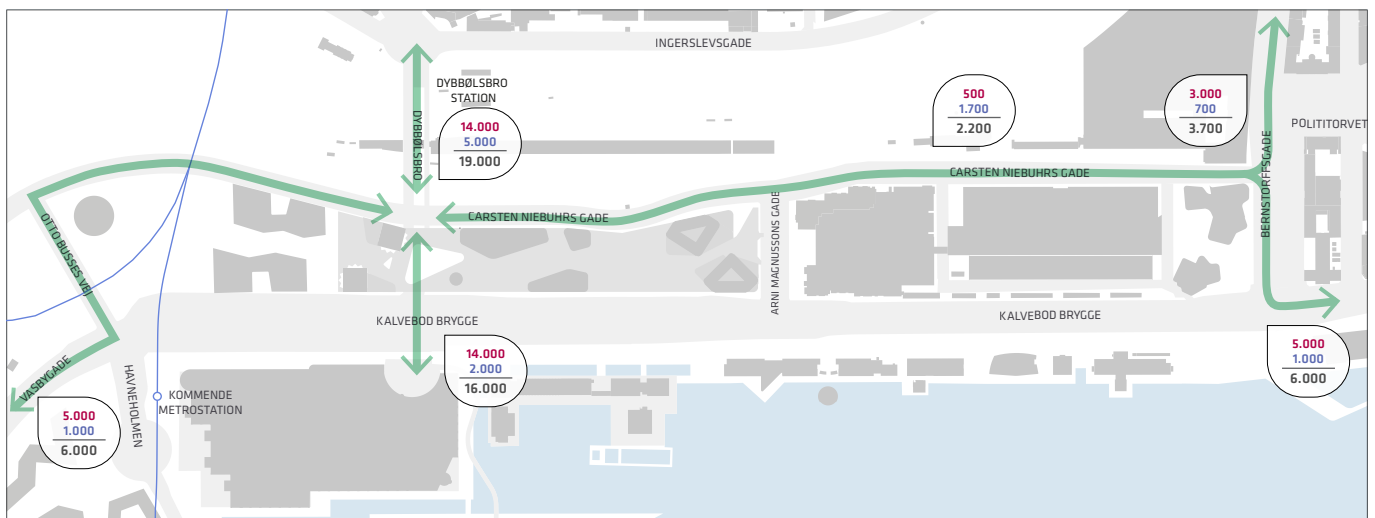 INGERSLEVSGADE
DYBBØLSBRO
STATION
DYBBØLSBRO
14.000
5.000
19.000
500
1.700
2.200
3.000
700
3.700
POLITITORVET
CARSTEN NIEBUHRS GADE
BERNSTORFFSGADE
CARSTEN NIEBUHRS GADE
ARNI MAGNUSSONS GADE
OTTO BUSSES VEJ
KALVEBOD BRYGGE
KALVEBOD BRYGGE
14.000
2.000
16.000
5.000
1.000
6.000
VASBYGADE
HAVNEHOLMEN
KOMMENDE
METROSTATION
5.000
1.000
6.000